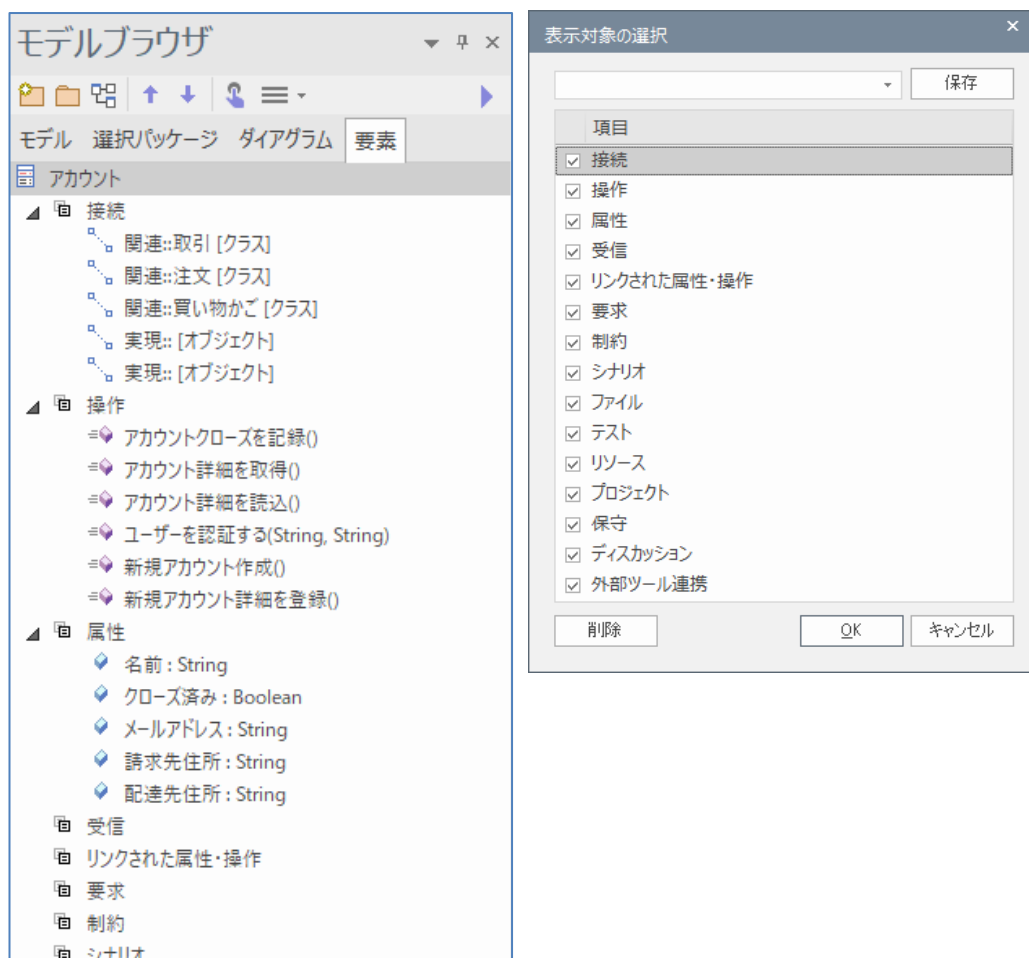 モデルブラウザ
モデル 選択パッケージ ダイアグラム 要素
アカウント
接続
関連::取引 [クラス]
関連::注文 [クラス]
関連::買い物かご [クラス]
実現:: [オブジェクト]
実現:: [オブジェクト]
操作
アカウントクローズを記録()
アカウント詳細を取得()
アカウント詳細を読込()
ユーザーを認証する(String, String)
新規アカウント作成()
新規アカウント詳細を登録()
属性
名前 : String
クローズ済み : Boolean
メールアドレス : String
請求先住所 : String
配達先住所 : String
受信
リンクされた属性・操作
要求
制約
シナリオ
表示対象の選択
保存
項目
接続
操作
属性
受信
リンクされた属性・操作
要求
制約
シナリオ
ファイル
テスト
リソース
プロジェクト
保守
ディスカッション
外部ツール連携
削除 OK キャンセル